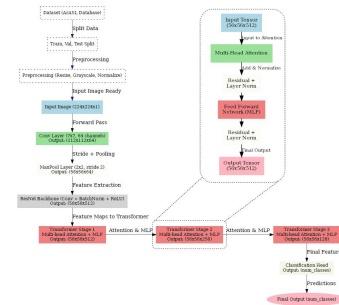 Dataset (ArASL Database)
Split Data
Train, Val, Test Split
Preprocessing
Preprocessing (Resize, Grayscale, Normalize)
Input Image Ready
Input Image (224x224x1)
Forward Pass
Conv Layer (7x7, 64 channels)
Output: (112x112x64)
Stride + Pooling
MaxPool Layer (3x3, stride 2)
Output: (56x56x64)
Feature Extraction
ResNet Backbone (Conv + BatchNorm + ReLU)
Output: (56x56x512)
Feature Maps to Transformer
Transformer Stage 1
Multi-head Attention + MLP
(56x56x512)
Attention & MLP
Transformer Stage 2
Multi-head Attention + MLP
(56x56x256)
Attention & MLP
Transformer Stage 3
Multi-head Attention + MLP
(56x56x128)
Final Featur
Classification Head
Output: (num_classes)
Predictions
Final Output (num_classes)
Input Tensor
(56x56x512)
Input to Attention
Multi-Head Attention
Add & Normalize
Residual +
Layer Norm
Feed Forward
Network (MLP)
Residual +
Layer Norm
Final Output
Output Tensor
(56x56x512)